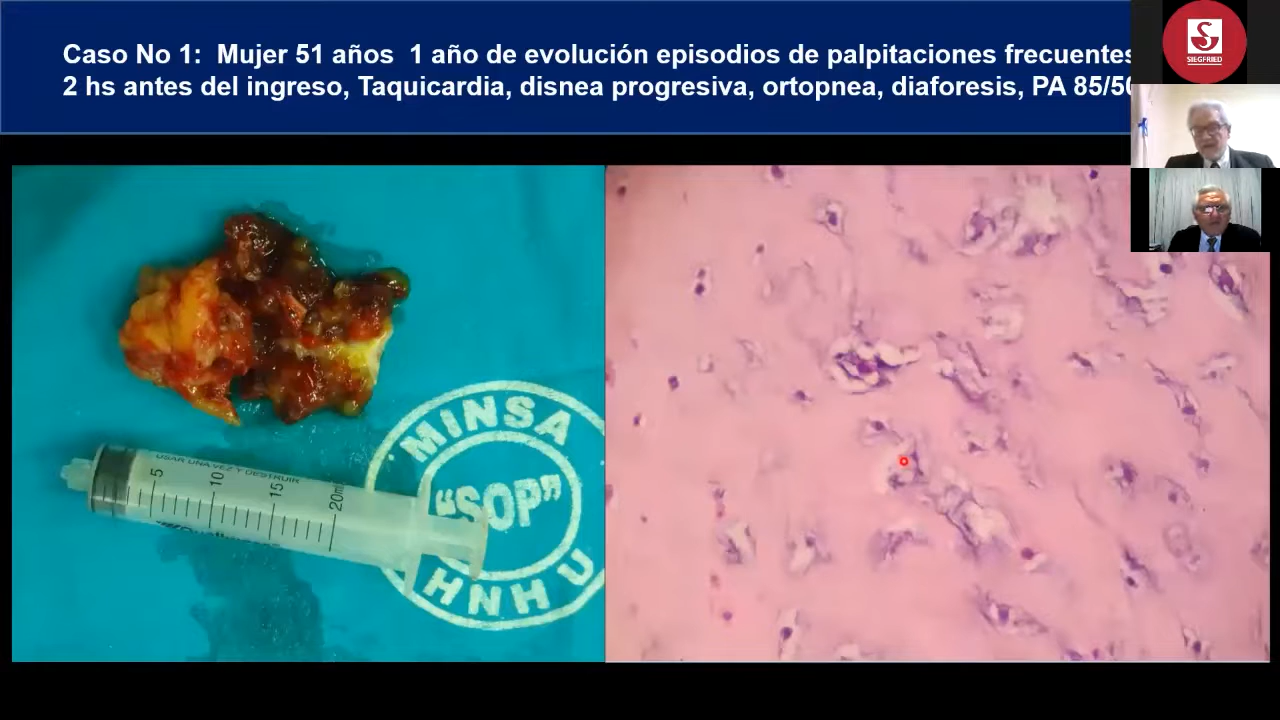 Caso No 1: Mujer 51 años 1 año de evolución episodios de palpitaciones frecuentes
2 hs antes del ingreso, Taquicardia, disnea progresiva, ortopnea, diaforesis, PA 85/50
SIEGFRIED
MINSA
"SOP"
HNHU
USAR UNA VEZ Y DESTRUIR
5
10
15
20ml